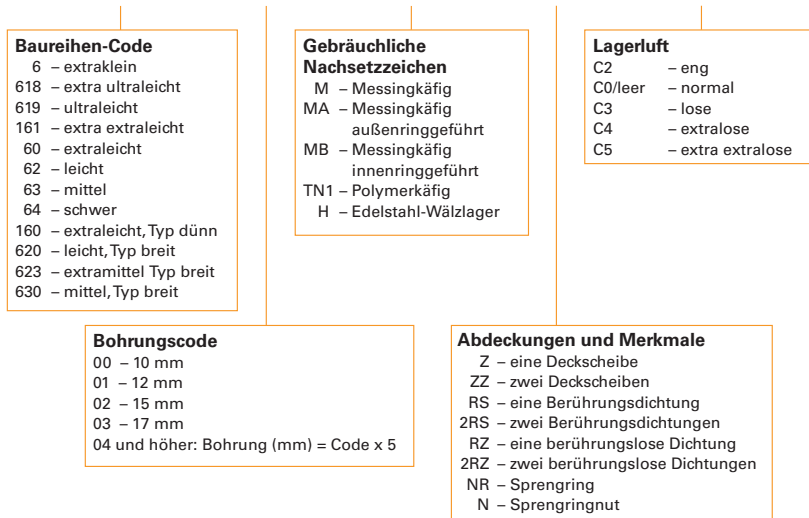 Baureihen-Code
6 – extraklein
618 – extra ultraleicht
619 – ultraleicht
161 – extra extraleicht
60 – extraleicht
62 – leicht
63 – mittel
64 – schwer
160 – extraleicht, Typ dünn
620 – leicht, Typ breit
623 – extramittel Typ breit
630 – mittel, Typ breit
Gebräuchliche
Nachsetzzeichen
M – Messingkäfig
MA – Messingkäfig
außenringgeführt
MB – Messingkäfig
innenringgeführt
TN1 – Polymerkäfig
H – Edelstahl-Wälzlager
Lagerluft
C2 – eng
C0/leer – normal
C3 – lose
C4 – extralose
C5 – extra extralose
Bohrungscode
00 – 10 mm
01 – 12 mm
02 – 15 mm
03 – 17 mm
04 und höher: Bohrung (mm) = Code x 5
Abdeckungen und Merkmale
Z – eine Deckscheibe
ZZ – zwei Deckscheiben
RS – eine Berührungsdichtung
2RS – zwei Berührungsdichtungen
RZ – eine berührungslose Dichtung
2RZ – zwei berührungslose Dichtungen
NR – Sprengring
N – Sprengringnut